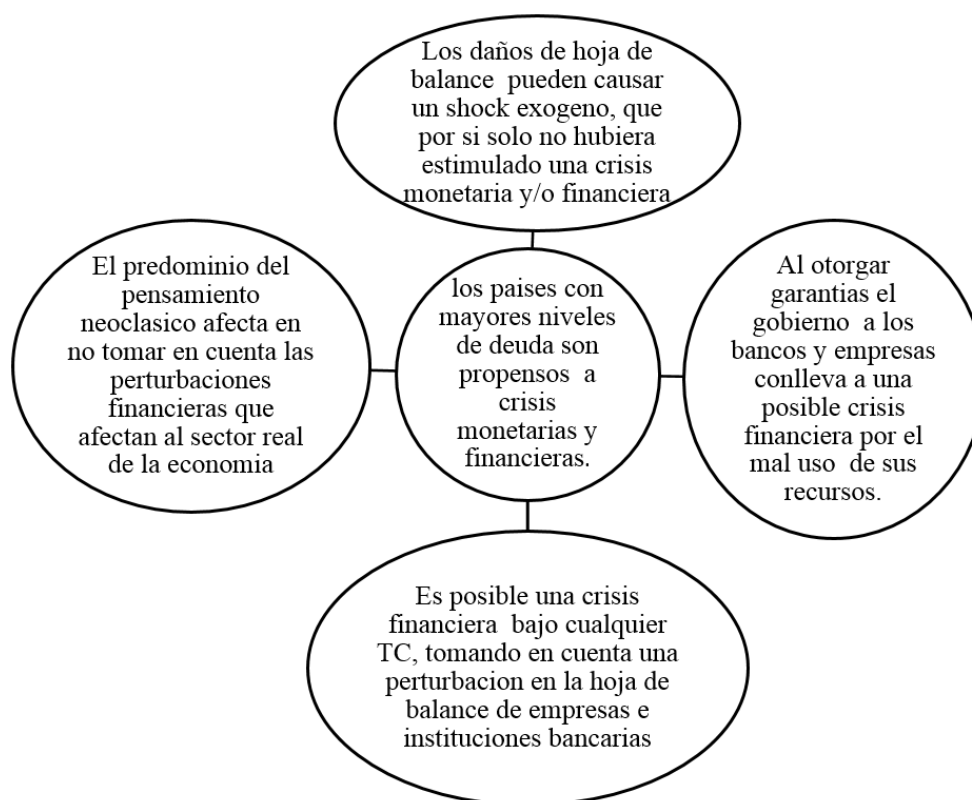 Los daños de hoja de
balance pueden causar
un shock exogeno, que
por si solo no hubiera
estimulado una crisis
monetaria y/o financiera
El predominio del
pensamiento
neoclasico afecta en
no tomar en cuenta las
perturbaciones
financieras que
afectan al sector real
de la economia
los paises con
mayores niveles
de deuda son
propensos a
crisis
monetarias y
financieras.
Al otorgar
garantias el
gobierno a los
bancos y empresas
conlleva a una
posible crisis
financiera por el
mal uso de sus
recursos.
Es posible una crisis
financiera bajo cualquier
TC, tomando en cuenta una
perturbacion en la hoja de
balance de empresas e
instituciones bancarias